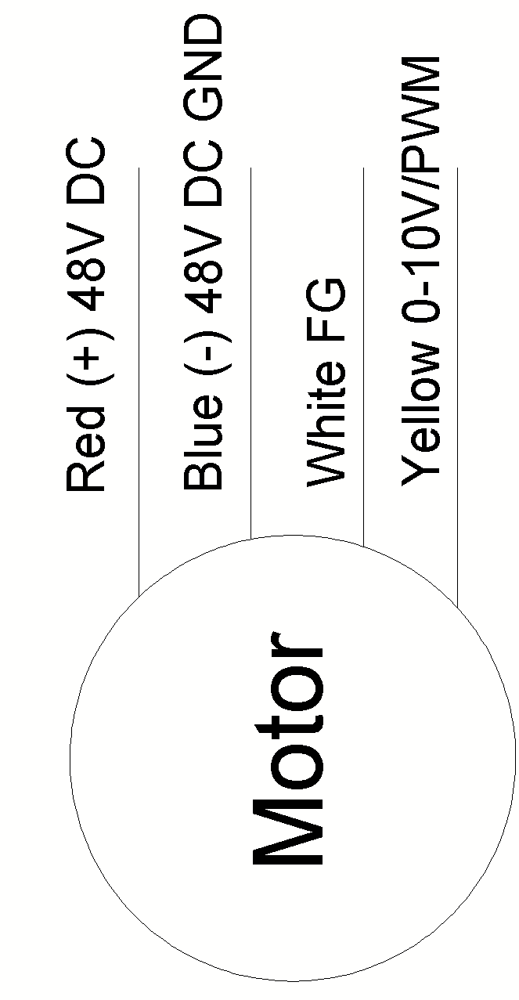 Red (+) 48V DC
Blue (-) 48V DC GND
White FG
Yellow 0-10V/PWM
Motor